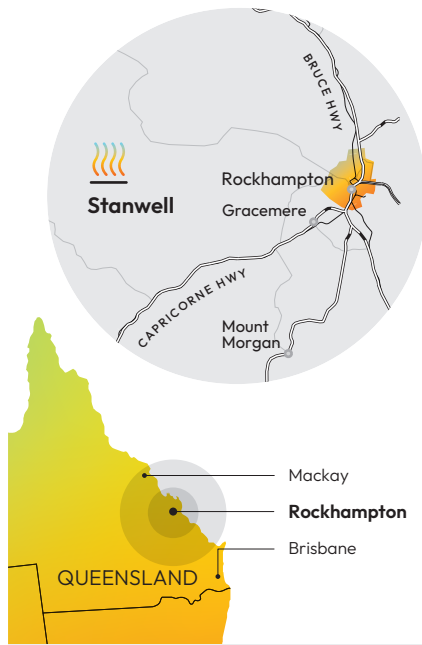 BRUCE HWY
Rockhampton
Stanwell
Gracemere
CAPRICORNE HWY
Mount
Morgan
Mackay
Rockhampton
Brisbane
QUEENSLAND